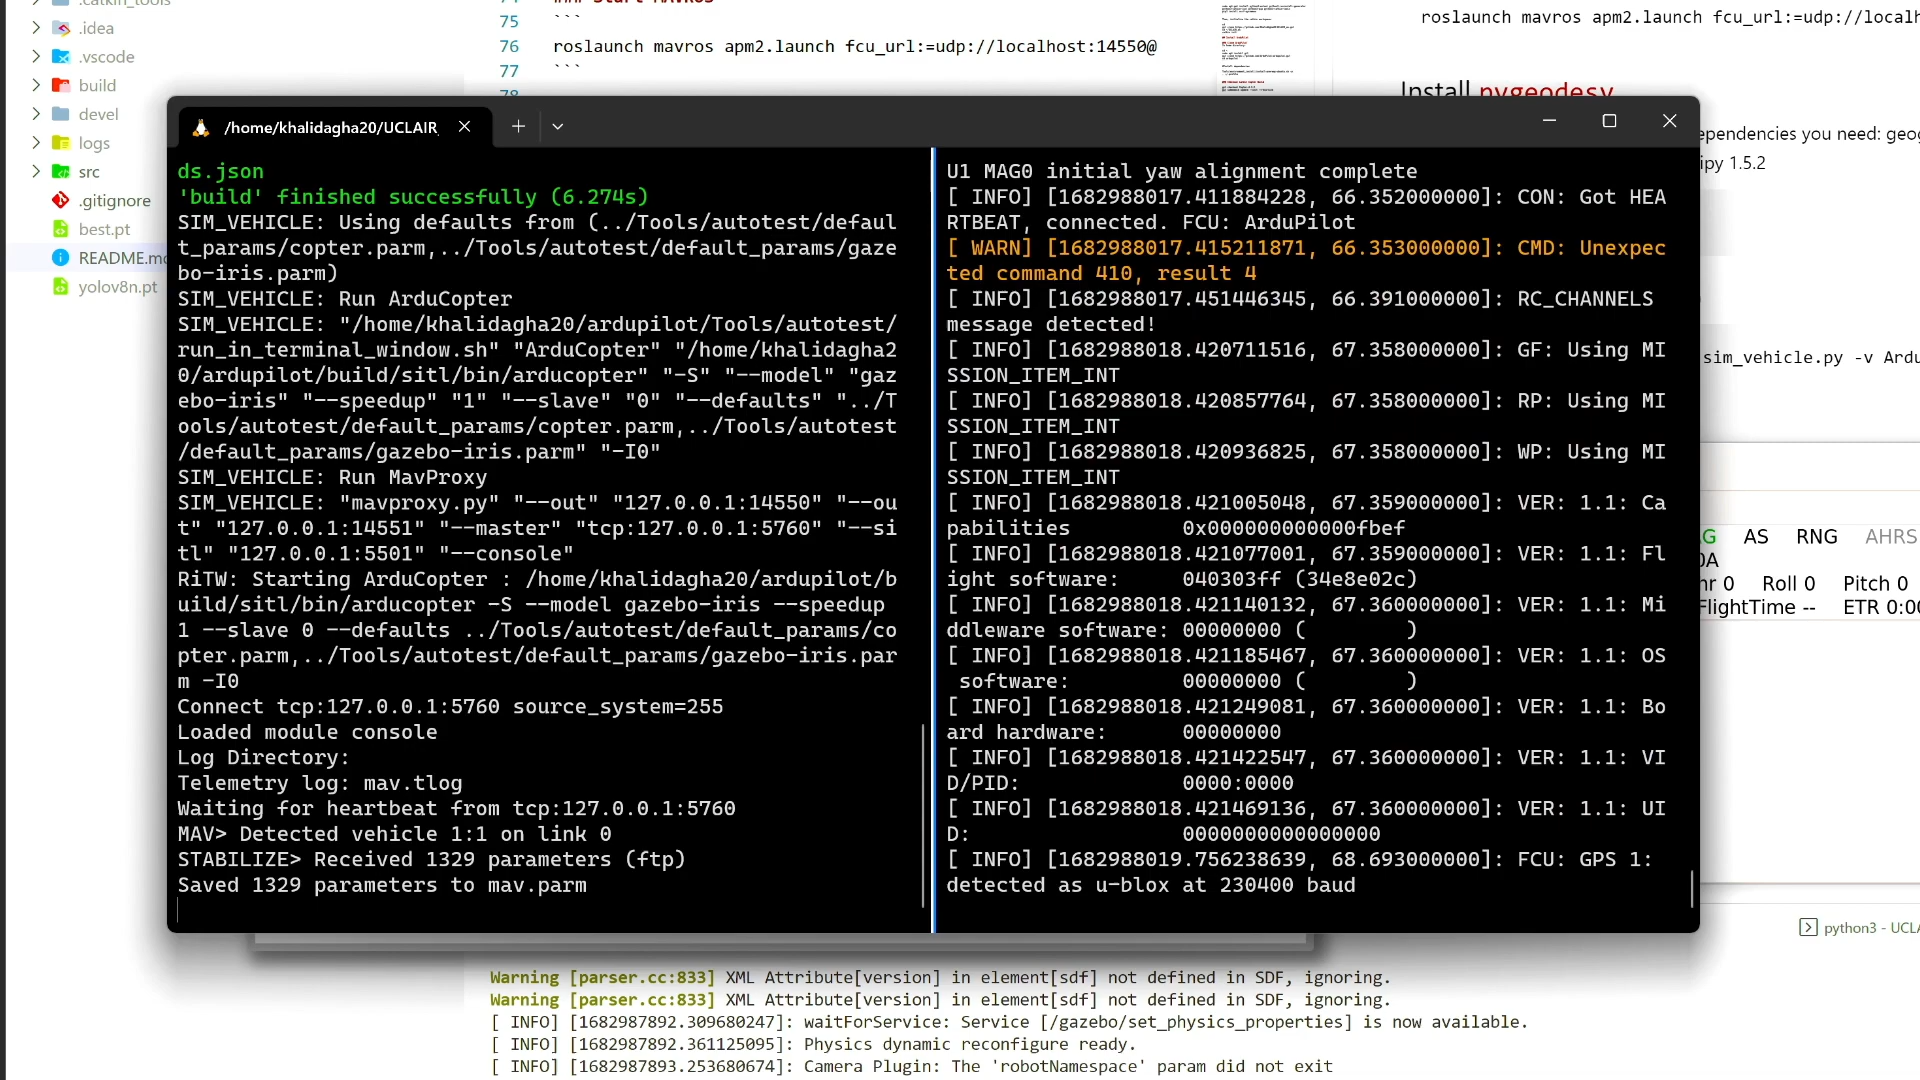 .catkin_tools
.idea
.vscode
build
devel
logs
src
.gitignore
best.pt
README.m
yolov8n.pt
75 ```
76 roslaunch mavros apm2.launch fcu_url:=udp://localhost:14550@
77 ```
78
roslaunch mavros apm2.launch fcu_url:=udp://localh
Install pygeodesy
ependencies you need: geog
ipy 1.5.2
sim_vehicle.py -v Ardu
G AS RNG AHRS
0A
hr 0 Roll 0 Pitch 0
FlightTime -- ETR 0:00
python3 - UCLA
/home/khalidagha20/UCLAIR
ds.json
'build' finished successfully (6.274s)
SIM_VEHICLE: Using defaults from (../Tools/autotest/defaul
t_params/copter.parm,../Tools/autotest/default_params/gaze
bo-iris.parm)
SIM_VEHICLE: Run ArduCopter
SIM_VEHICLE: "/home/khalidagha20/ardupilot/Tools/autotest/
run_in_terminal_window.sh" "ArduCopter" "/home/khalidagha2
0/ardupilot/build/sitl/bin/arducopter" "-S" "--model" "gaz
ebo-iris" "--speedup" "1" "--slave" "0" "--defaults" "../T
ools/autotest/default_params/copter.parm,../Tools/autotest
/default_params/gazebo-iris.parm" "-I0"
SIM_VEHICLE: Run MavProxy
SIM_VEHICLE: "mavproxy.py" "--out" "127.0.0.1:14550" "--ou
t" "127.0.0.1:14551" "--master" "tcp:127.0.0.1:5760" "--si
tl" "127.0.0.1:5501" "--console"
RiTW: Starting ArduCopter : /home/khalidagha20/ardupilot/b
uild/sitl/bin/arducopter -S --model gazebo-iris --speedup
1 --slave 0 --defaults ../Tools/autotest/default_params/co
pter.parm,../Tools/autotest/default_params/gazebo-iris.par
m -I0
Connect tcp:127.0.0.1:5760 source_system=255
Loaded module console
Log Directory:
Telemetry log: mav.tlog
Waiting for heartbeat from tcp:127.0.0.1:5760
MAV> Detected vehicle 1:1 on link 0
STABILIZE> Received 1329 parameters (ftp)
Saved 1329 parameters to mav.parm
U1 MAG0 initial yaw alignment complete
[ INFO] [1682988017.411884228, 66.352000000]: CON: Got HEA
RTBEAT, connected. FCU: ArduPilot
[ WARN] [1682988017.415211871, 66.353000000]: CMD: Unexpec
ted command 410, result 4
[ INFO] [1682988017.451446345, 66.391000000]: RC_CHANNELS
message detected!
[ INFO] [1682988018.420711516, 67.358000000]: GF: Using MI
SSION_ITEM_INT
[ INFO] [1682988018.420857764, 67.358000000]: RP: Using MI
SSION_ITEM_INT
[ INFO] [1682988018.420936825, 67.358000000]: WP: Using MI
SSION_ITEM_INT
[ INFO] [1682988018.421005048, 67.359000000]: VER: 1.1: Ca
pabilities 0x000000000000fbef
[ INFO] [1682988018.421077001, 67.359000000]: VER: 1.1: Fl
ight software: 040303ff (34e8e02c)
[ INFO] [1682988018.421140132, 67.360000000]: VER: 1.1: Mi
ddleware software: 00000000 ( )
[ INFO] [1682988018.421185467, 67.360000000]: VER: 1.1: OS
software: 00000000 ( )
[ INFO] [1682988018.421249081, 67.360000000]: VER: 1.1: Bo
ard hardware: 00000000
[ INFO] [1682988018.421422547, 67.360000000]: VER: 1.1: VI
D/PID: 0000:0000
[ INFO] [1682988018.421469136, 67.360000000]: VER: 1.1: UI
D: 0000000000000000
[ INFO] [1682988019.756238639, 68.693000000]: FCU: GPS 1:
detected as u-blox at 230400 baud
Warning [parser.cc:833] XML Attribute[version] in element[sdf] not defined in SDF, ignoring.
Warning [parser.cc:833] XML Attribute[version] in element[sdf] not defined in SDF, ignoring.
[ INFO] [1682987892.309680247]: waitForService: Service [/gazebo/set_physics_properties] is now available.
[ INFO] [1682987892.361125095]: Physics dynamic reconfigure ready.
[ INFO] [1682987893.253680674]: Camera Plugin: The 'robotNamespace' param did not exit